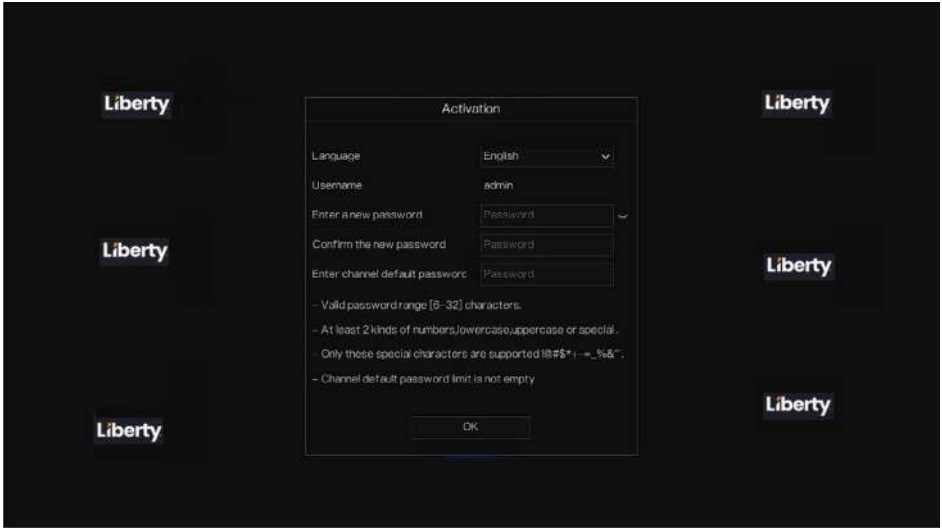 Liberty
Liberty
Activation
Language English
Username admin
Liberty
Liberty
Enter a new password Password
Confirm the new password Password
Enter channel default password Password
- Valid password range [6-32] characters.
- At least 2 kinds of numbers,lowercase,uppercase or special.
- Only these special characters are supported
- Channel default password limit is not empty
Liberty
Liberty
OK